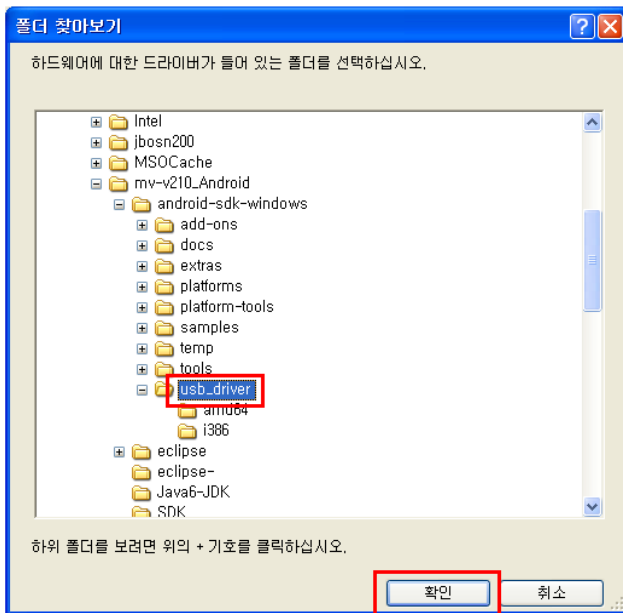 폴더 찾아보기
하드웨어에 대한 드라이버가 들어 있는 폴더를 선택하십시오.
Intel
jbosn200
MSOCache
mv-v210_Android
android-sdk-windows
add-ons
docs
extras
platforms
platform-tools
samples
temp
tools
usb_driver
amd64
i386
eclipse
eclipse-
Java6-JDK
SDK
하위 폴더를 보려면 위의 + 기호를 클릭하십시오.
확인 취소